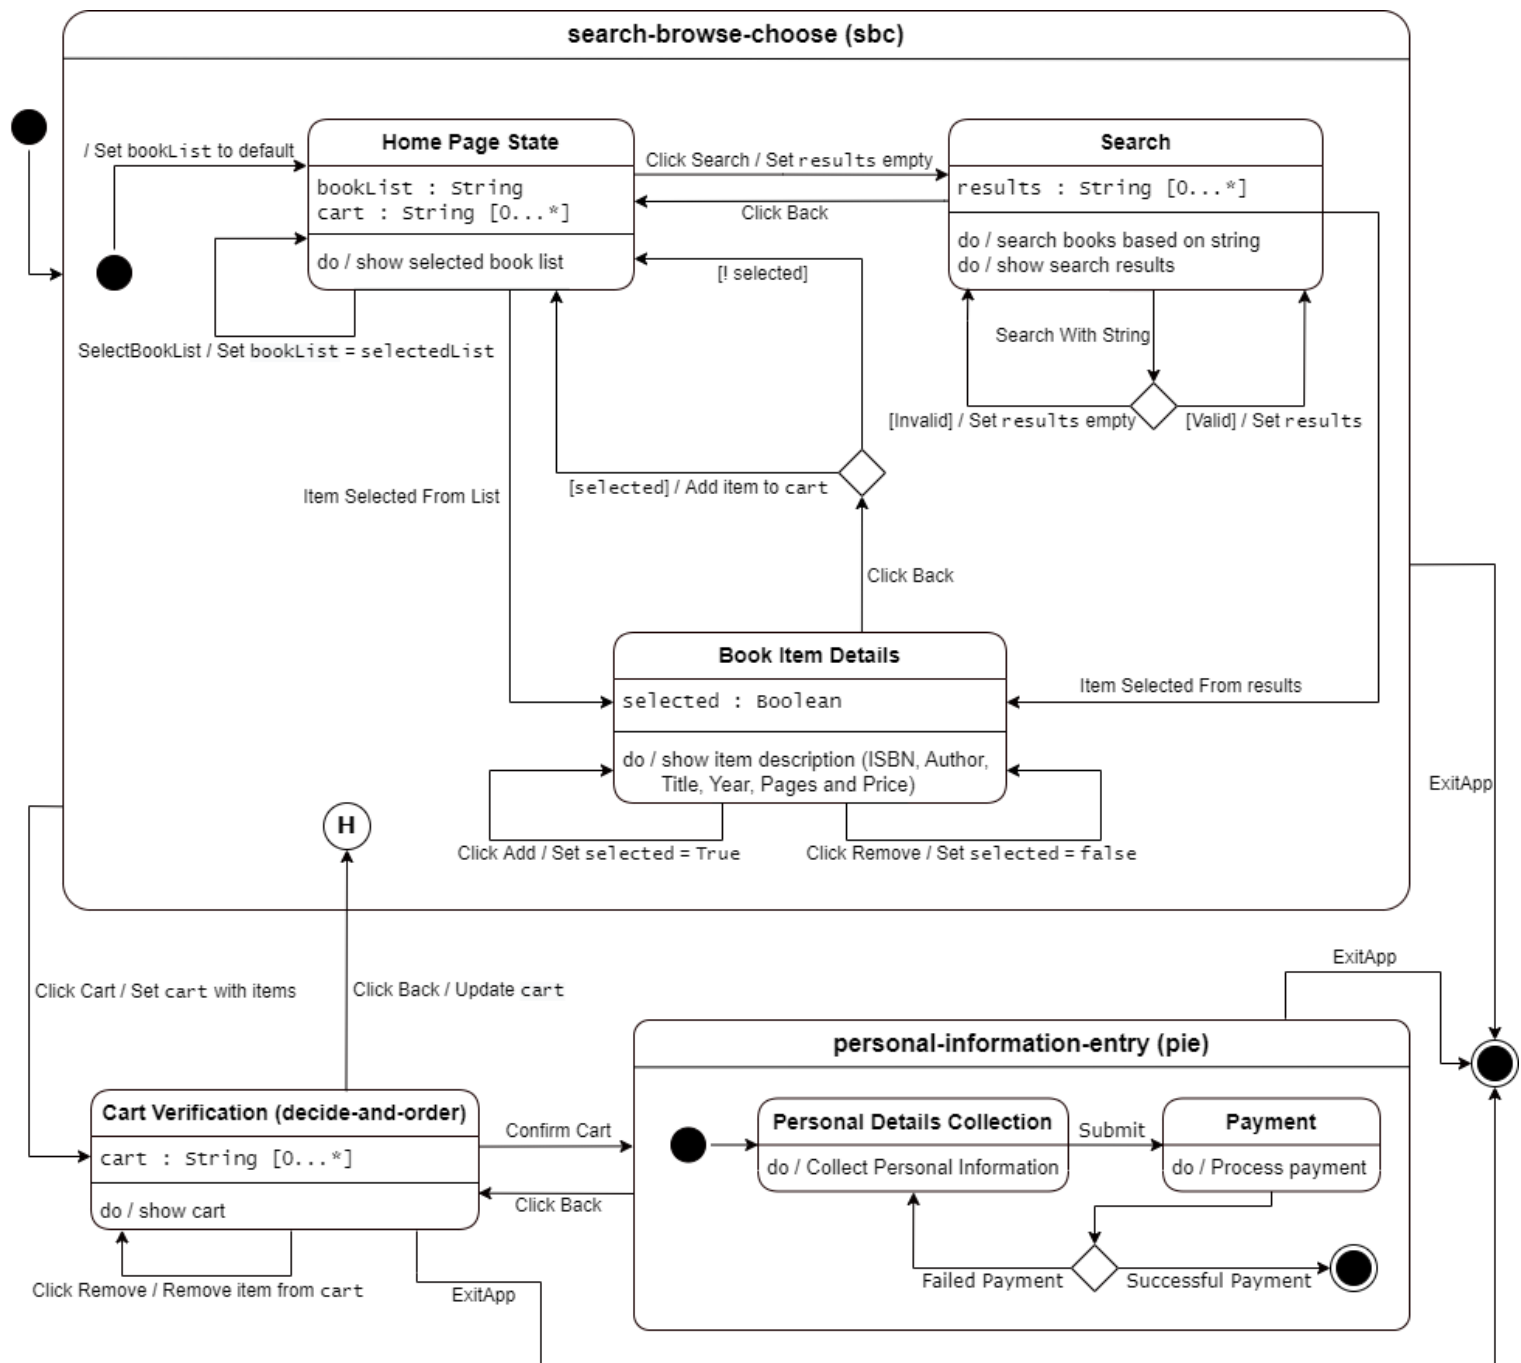 search-browse-choose (sbc)
/ Set bookList to default
Home Page State
bookList : String
cart : String [0...*]
do / show selected book list
Click Search / Set results empty
Click Back
Search
results : String [0...*]
do / search books based on string
do / show search results
[! selected]
SelectBookList / Set bookList = selectedList
Search With String
[Invalid] / Set results empty
[Valid] / Set results
[selected] / Add item to cart
Item Selected From List
Click Back
Book Item Details
selected : Boolean
do / show item description (ISBN, Author,
Title, Year, Pages and Price)
Item Selected From results
ExitApp
H
Click Add / Set selected = True
Click Remove / Set selected = false
Click Cart / Set cart with items
Click Back / Update cart
ExitApp
personal-information-entry (pie)
Cart Verification (decide-and-order)
cart : String [0...*]
do / show cart
Confirm Cart
Click Back
Personal Details Collection
do / Collect Personal Information
Submit
Payment
do / Process payment
Failed Payment
Successful Payment
Click Remove / Remove item from cart
ExitApp